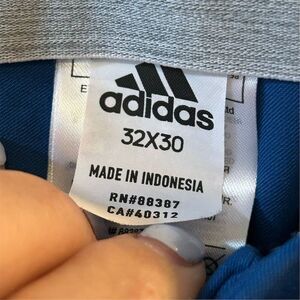 adidas
32X30
MADE IN INDONESIA
RN#88387
CA#40312